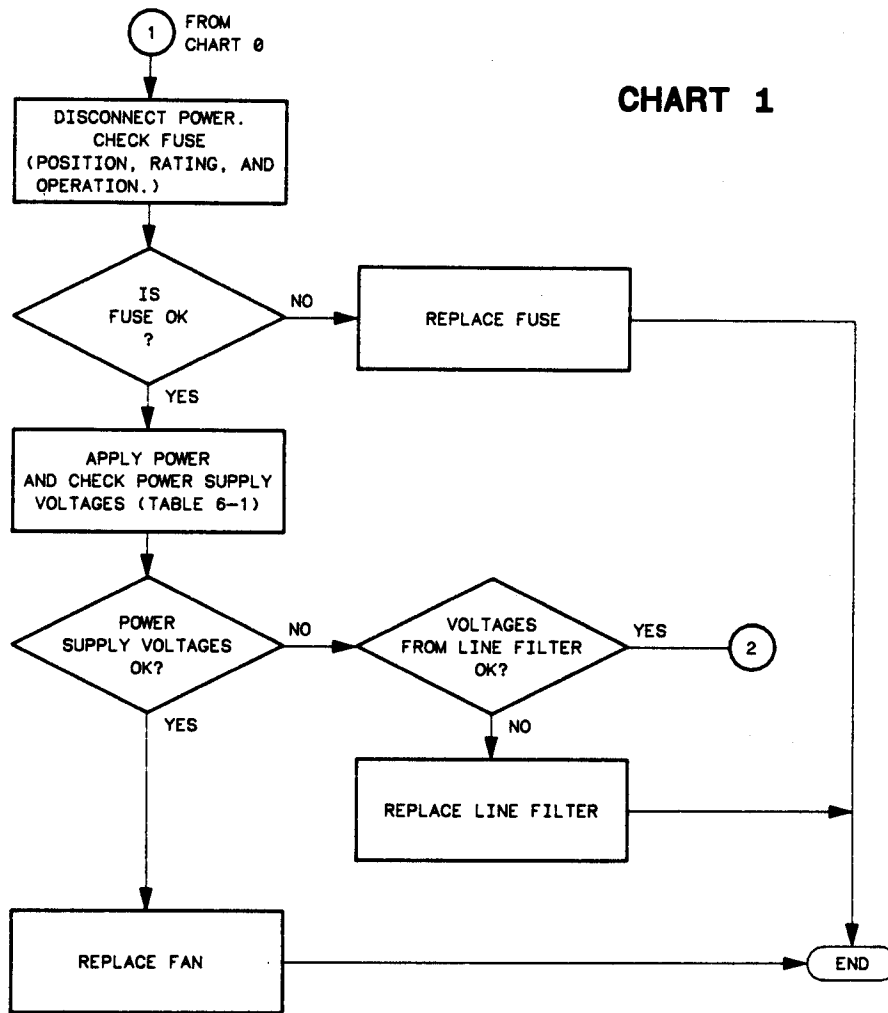 1
FROM
CHART 0
CHART 1
DISCONNECT POWER.
CHECK FUSE
(POSITION, RATING, AND
OPERATION.)
IS
FUSE OK
?
NO
REPLACE FUSE
YES
APPLY POWER
AND CHECK POWER SUPPLY
VOLTAGES (TABLE 6-1)
POWER
SUPPLY VOLTAGES
OK?
NO
VOLTAGES
FROM LINE FILTER
OK?
YES
2
YES
NO
REPLACE LINE FILTER
REPLACE FAN
END